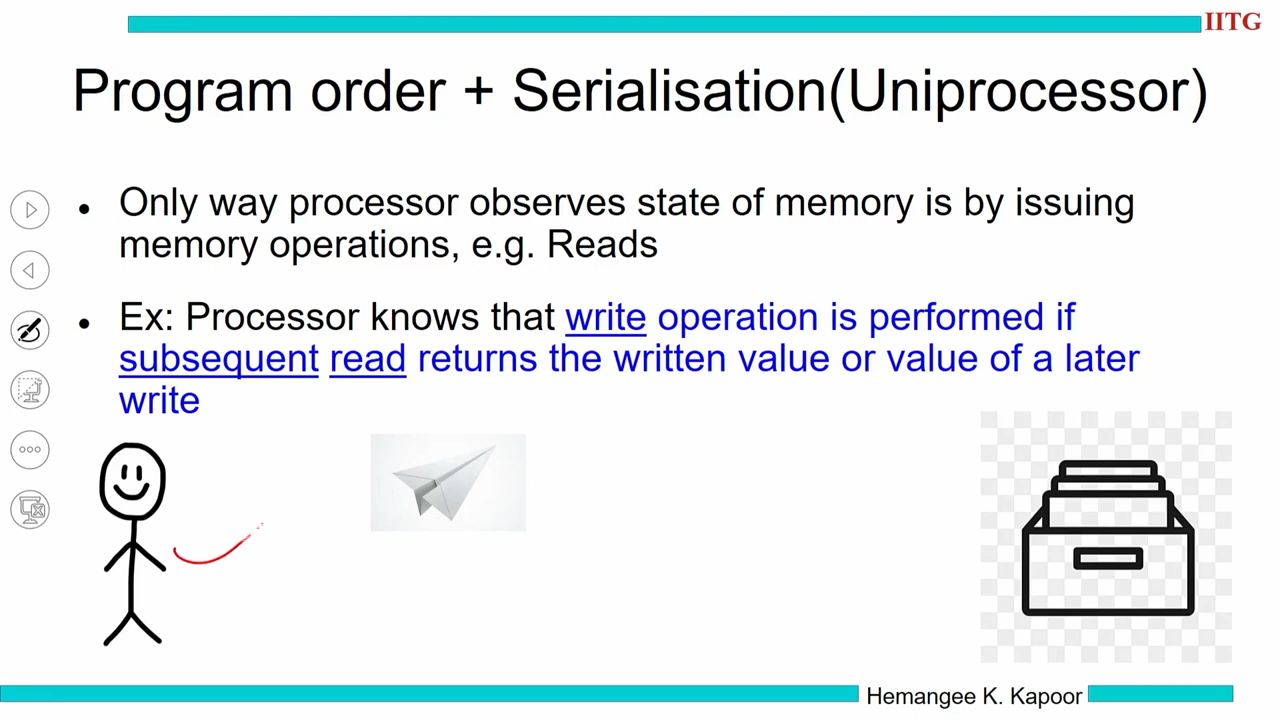 IITG
Program order + Serialisation(Uniprocessor)
• Only way processor observes state of memory is by issuing
memory operations, e.g. Reads
• Ex: Processor knows that write operation is performed if
subsequent read returns the written value or value of a later
write
Hemangee K. Kapoor